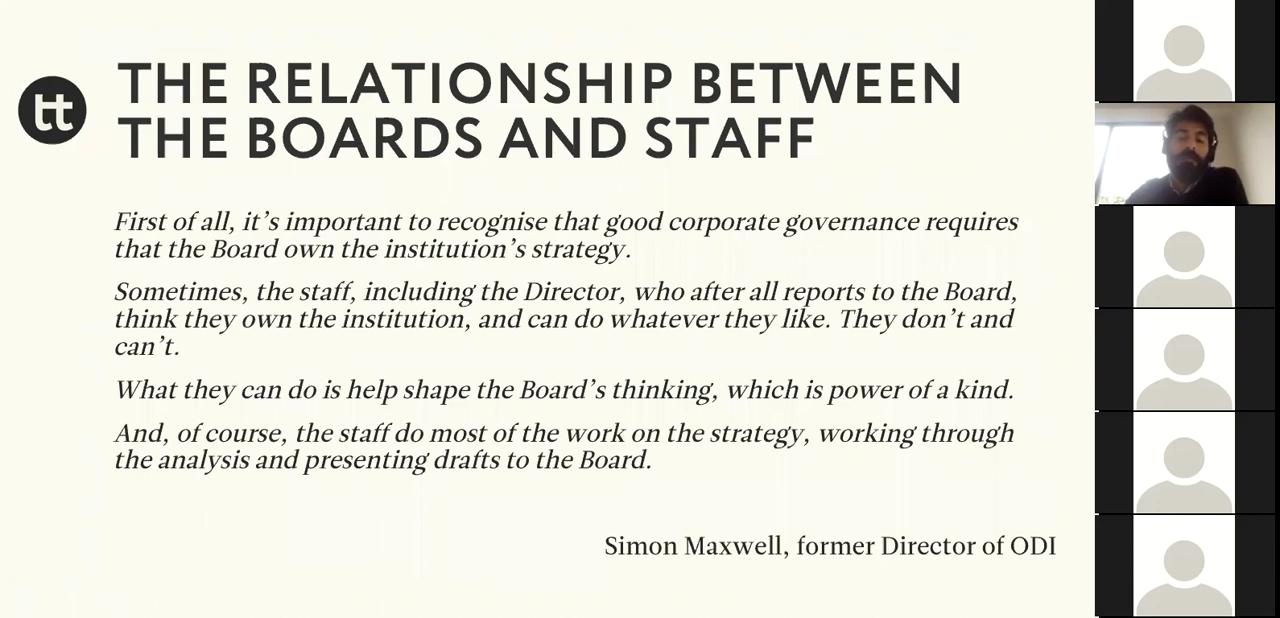 tt
THE RELATIONSHIP BETWEEN
THE BOARDS AND STAFF
First of all, it’s important to recognise that good corporate governance requires
that the Board own the institution’s strategy.
Sometimes, the staff, including the Director, who after all reports to the Board,
think they own the institution, and can do whatever they like. They don’t and
can’t.
What they can do is help shape the Board’s thinking, which is power of a kind.
And, of course, the staff do most of the work on the strategy, working through
the analysis and presenting drafts to the Board.
Simon Maxwell, former Director of ODI